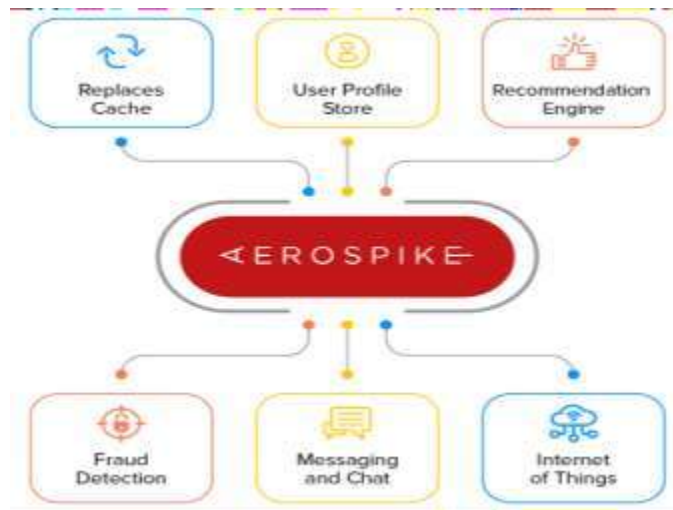 Replaces
Cache
User Profile
Store
Recommendation
Engine
AEROSPIKE
Fraud
Detection
Messaging
and Chat
Internet
of Things